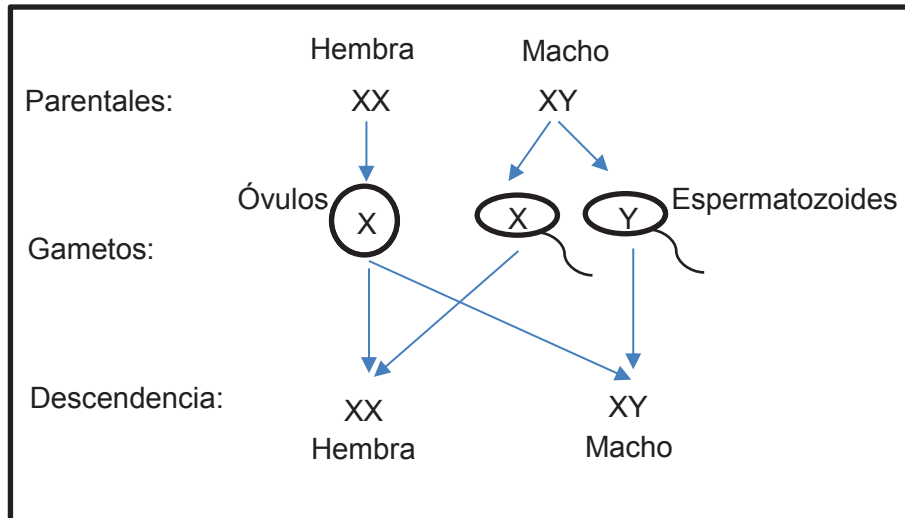 Hembra Macho
Parentales: XX XY
Óvulos Espermatozoides
X X Y
Gametos:
Descendencia:
XX XY
Hembra Macho